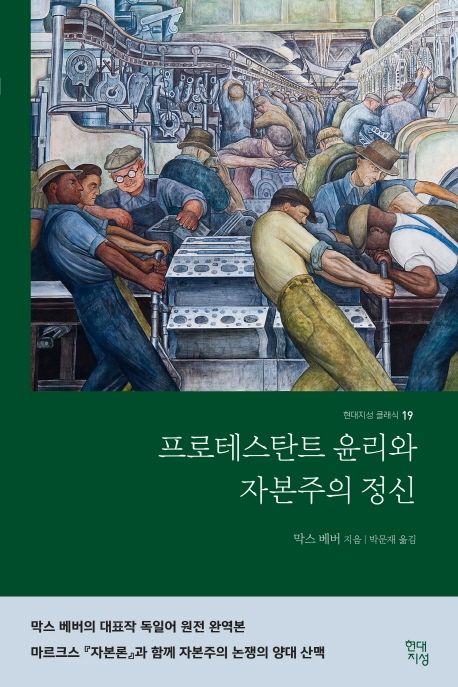 현대지성 클래식 19
프로테스탄트 윤리와
자본주의 정신
막스 베버 지음 | 박문재 옮김
막스 베버의 대표작 독일어 원전 완역본
마르크스 『자본론』과 함께 자본주의 논쟁의 양대 산맥
현대
지성